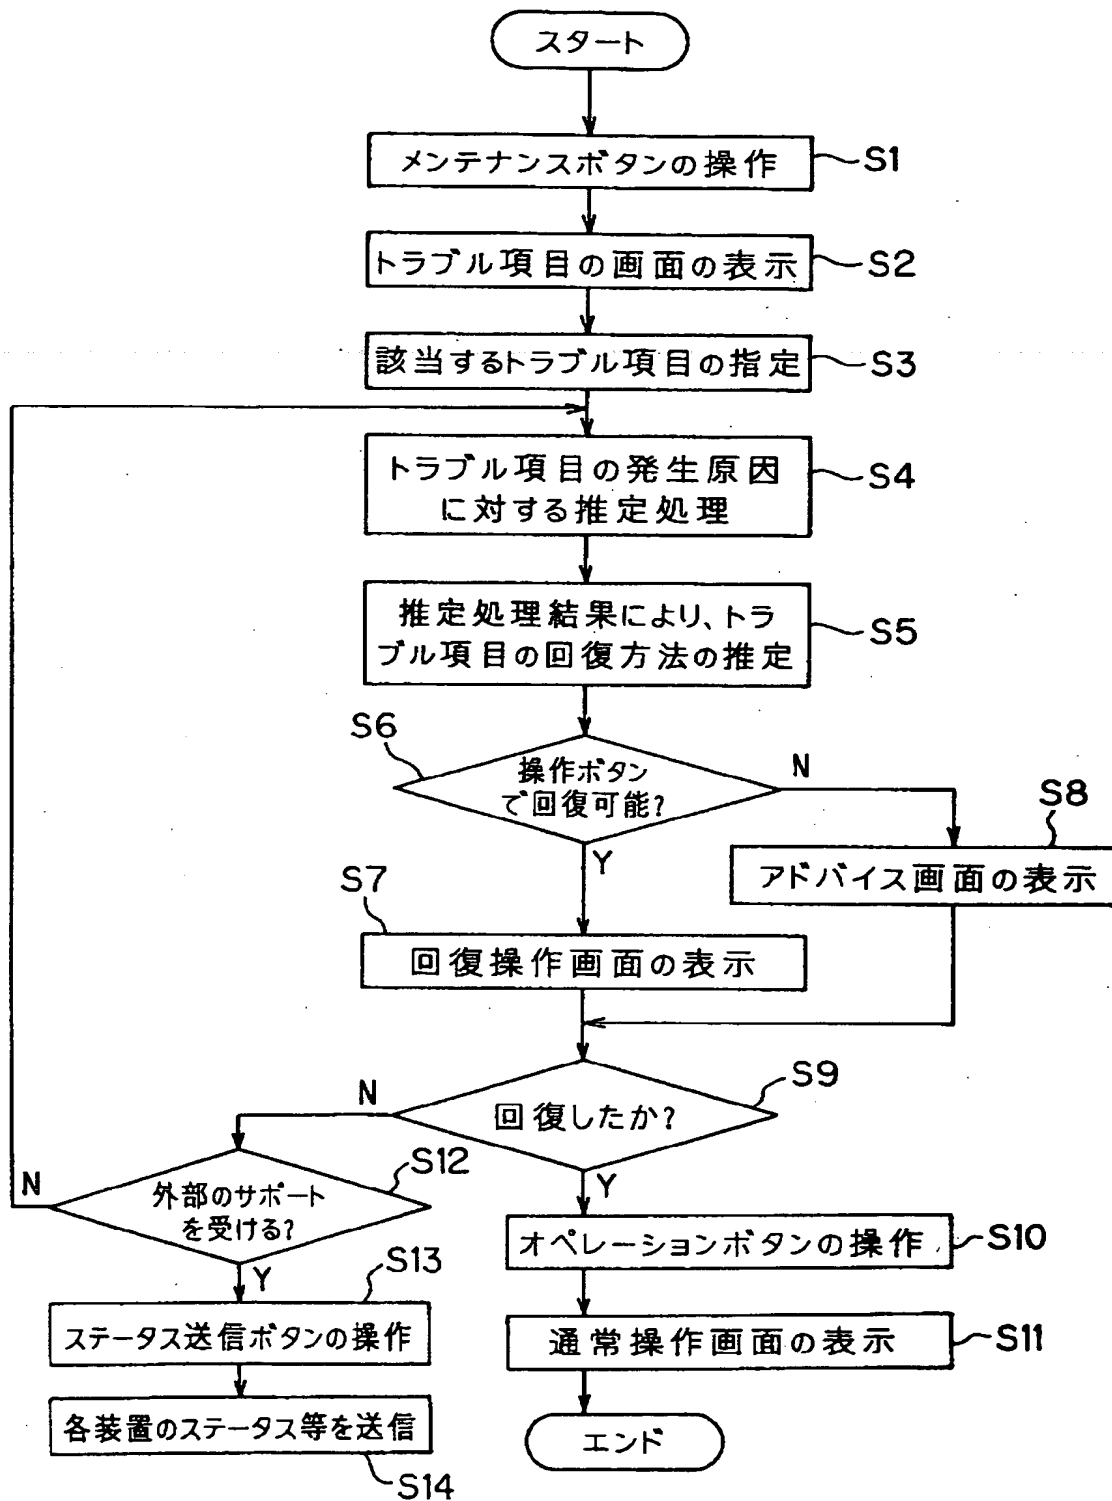 スタート
メンテナンスボタンの操作
S1
トラブル項目の画面の表示
S2
該当するトラブル項目の指定
S3
トラブル項目の発生原因
に対する推定処理
S4
推定処理結果により、トラ
ブル項目の回復方法の推定
S5
S6
操作ボタン
で回復可能?
N
Y
S8
アドバイス画面の表示
S7
回復操作画面の表示
S9
回復したか?
N
Y
S12
外部のサポート
を受ける?
N
Y
S10
オペレーションボタンの操作
S13
ステータス送信ボタンの操作
S11
通常操作画面の表示
各装置のステータス等を送信
S14
エンド